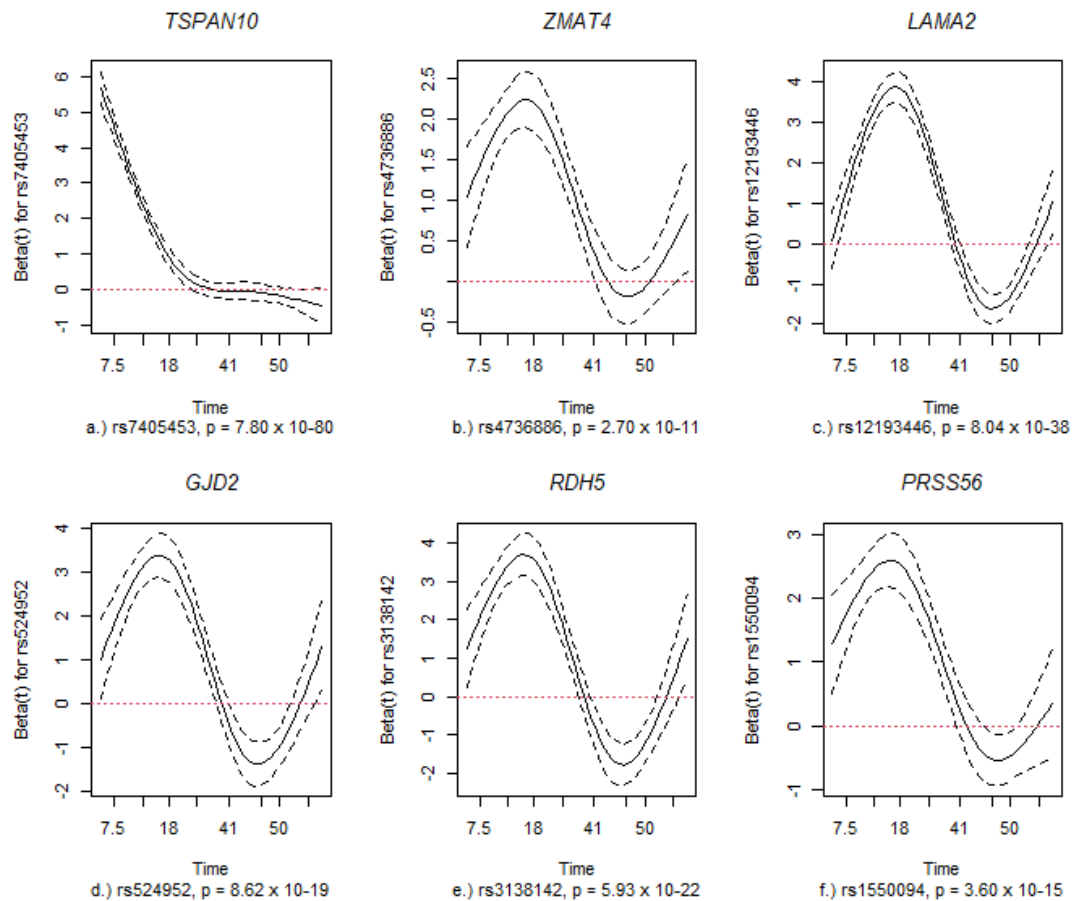 TSPAN10
ZMAT4
LAMA2
Beta(t) for rs7405453
6
5
4
3
2
1
0
-1
7.5 18 41 50
Time
a.) rs7405453, p = 7.80 x 10-80
Beta(t) for rs4736886
2.5
2.0
1.5
1.0
0.5
-0.5
7.5 18 41 50
Time
b.) rs4736886, p = 2.70 x 10-11
Beta(t) for rs12193446
4
3
2
1
0
-1
-2
7.5 18 41 50
Time
c.) rs12193446, p = 8.04 x 10-38
GJD2
RDH5
PRSS56
Beta(t) for rs524952
4
3
2
1
0
-1
-2
7.5 18 41 50
Time
d.) rs524952, p = 8.62 x 10-19
Beta(t) for rs3138142
4
3
2
1
0
-1
-2
7.5 18 41 50
Time
e.) rs3138142, p = 5.93 x 10-22
Beta(t) for rs1550094
3
2
1
0
-1
7.5 18 41 50
Time
f.) rs1550094, p = 3.60 x 10-15